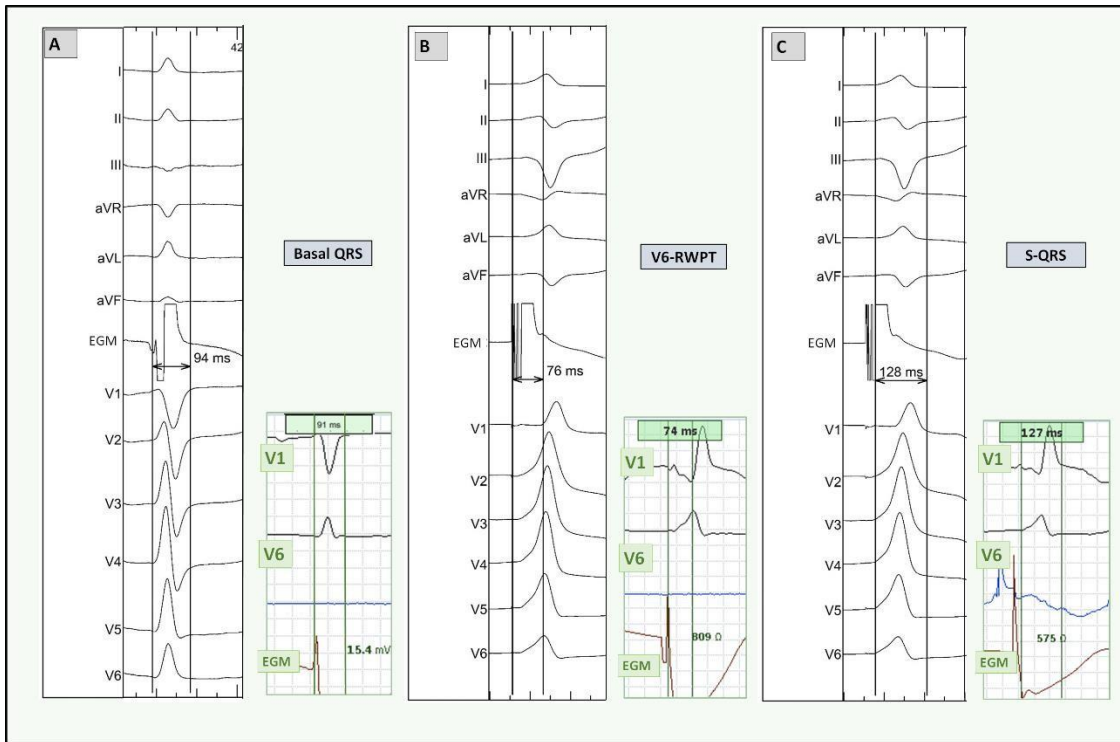 A
42
I
II
III
aVR
aVL
aVF
EGM
94 ms
V1
V2
V3
V4
V5
V6
Basal QRS
91 ms
V1
V6
15.4 mV
EGM
B
I
II
III
aVR
aVL
aVF
EGM
76 ms
V1
V2
V3
V4
V5
V6
V6-RWPT
74 ms
V1
V6
809 Ω
EGM
C
I
II
III
aVR
aVL
aVF
EGM
128 ms
V1
V2
V3
V4
V5
V6
S-QRS
127 ms
V1
V6
575 Ω
EGM